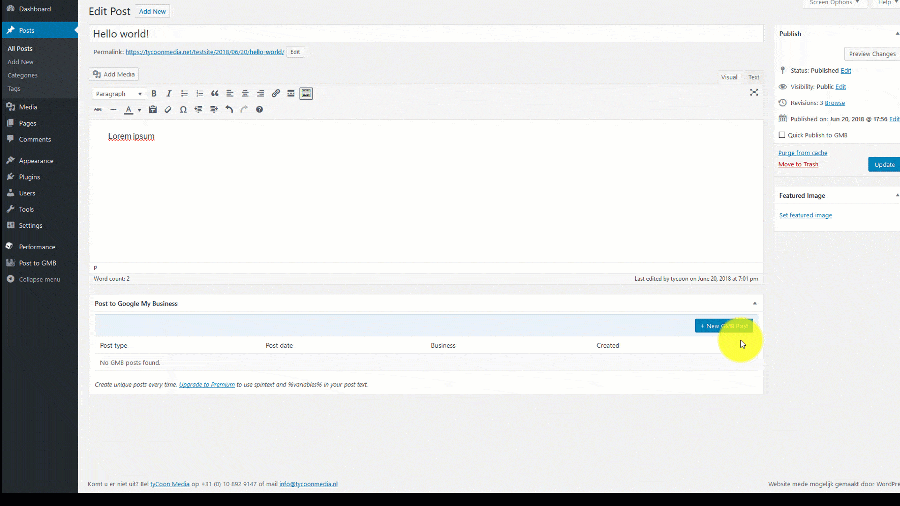 Dashboard
Posts
All Posts
Add New
Categories
Tags
Media
Pages
Comments
Appearance
Plugins
Users
Tools
Settings
Performance
Post to GMB
Collapse menu
Screen Options
Help
Edit Post
Add New
Hello world!
Permalink: https://tycoonmedia.net/testsite/2018/06/20/hello-world/ Edit
Add Media
Visual
Text
Paragraph
Lorem ipsum
P
Word count: 2
Last edited by tycoon on June 20, 2018 at 7:01 pm
Post to Google My Business
+ New GMB Post
Post type
Post date
Business
Created
No GMB posts found.
Create unique posts every time. Upgrade to Premium to use spintext and %variables% in your post text.
Publish
Preview Changes
Status: Published Edit
Visibility: Public Edit
Revisions: 3 Browse
Published on: Jun 20, 2018 @ 17:56 Edit
Quick Publish to GMB
Purge from cache
Move to Trash
Update
Featured Image
Set featured image
Komt u er niet uit? Bel tyCoon Media op +31 (0) 10 892 9147 of mail info@tycoonmedia.nl
Website mede mogelijk gemaakt door WordPre